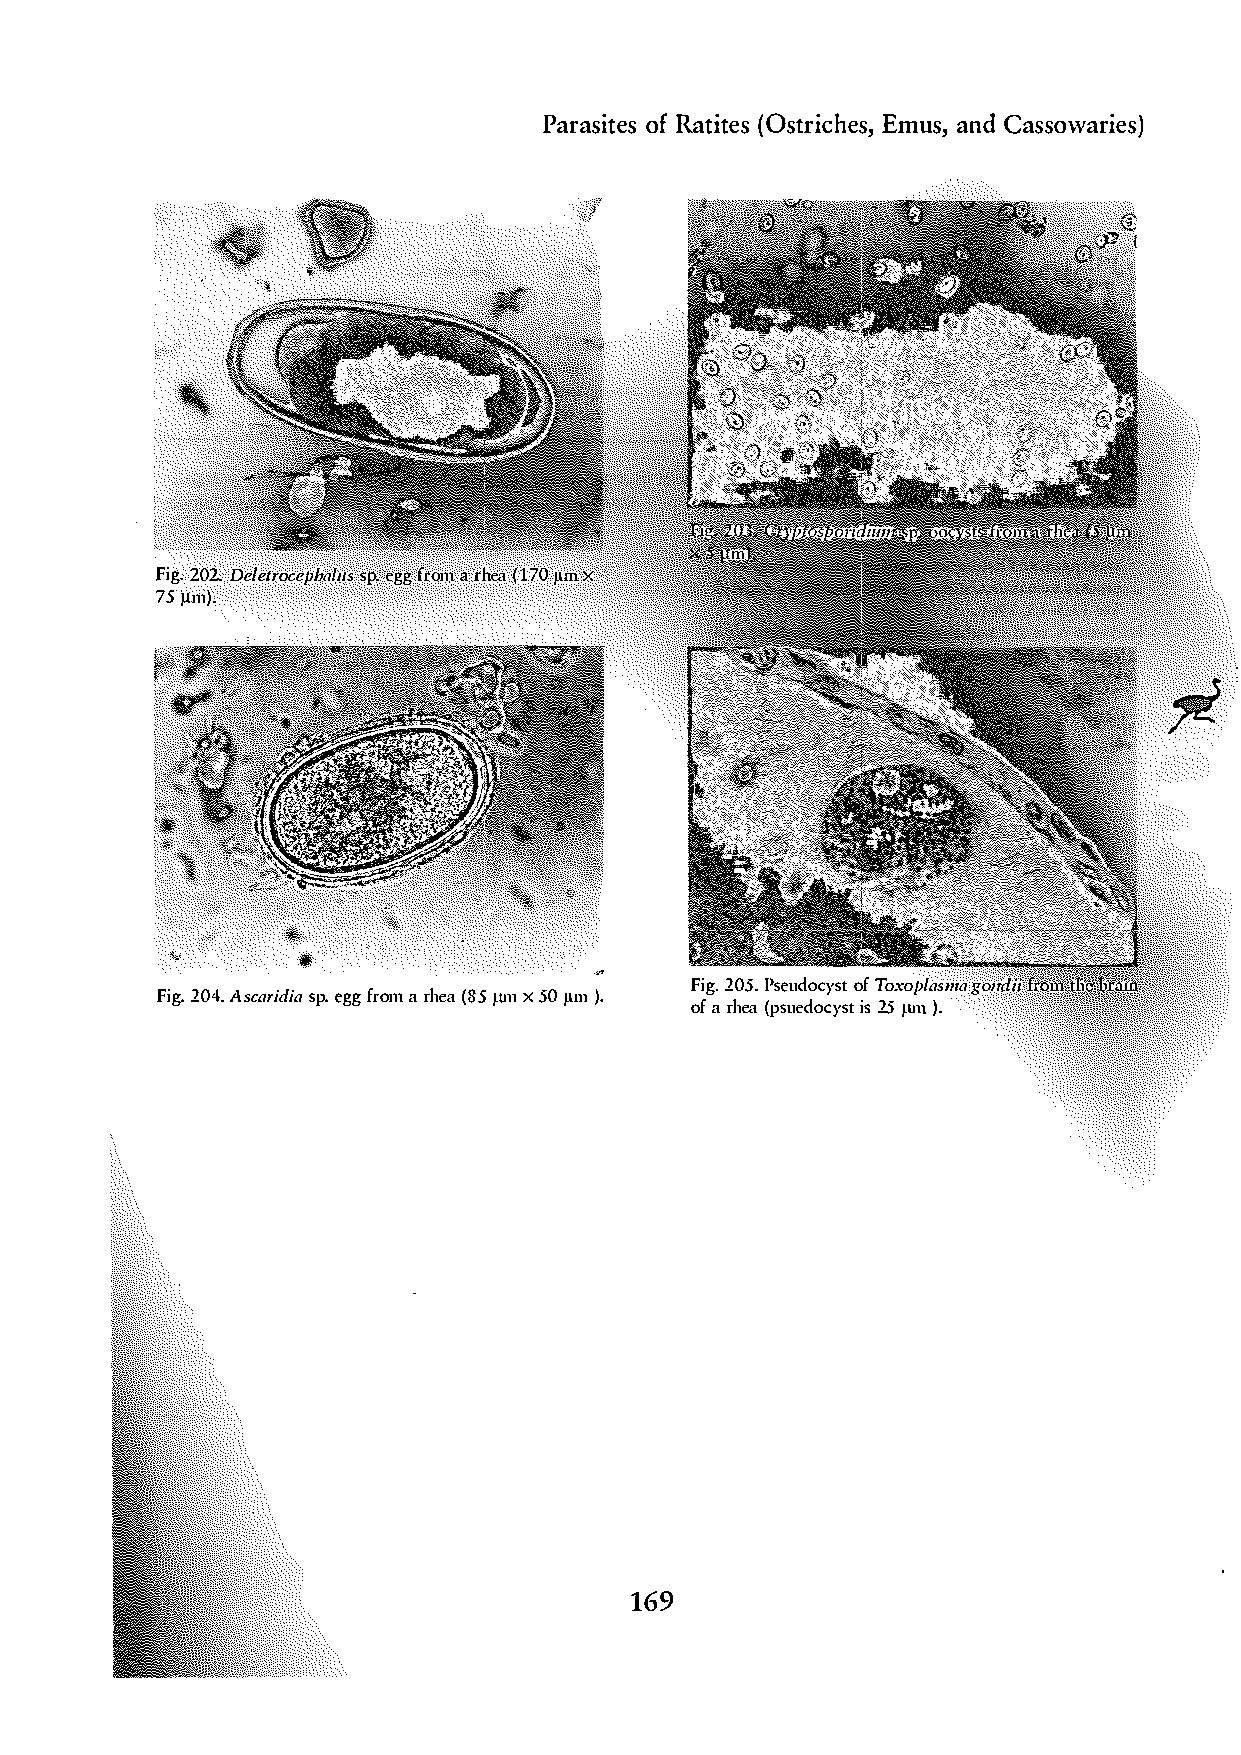 Parasites of Ratites (Ostriches, Emus, and Cassowaries)
Fig. 202. Deletrocephalus sp. egg from a rhea (170 µm x
75 µm).
Fig. 203. Cryptosporidium sp. oocysts from a rhea
x 5 µm).
Fig. 204. Ascaridia sp. egg from a rhea (85 µm x 50 µm ).
Fig. 205. Pseudocyst of Toxoplasma gondii from the brain
of a rhea (psuedocyst is 25 µm ).
169